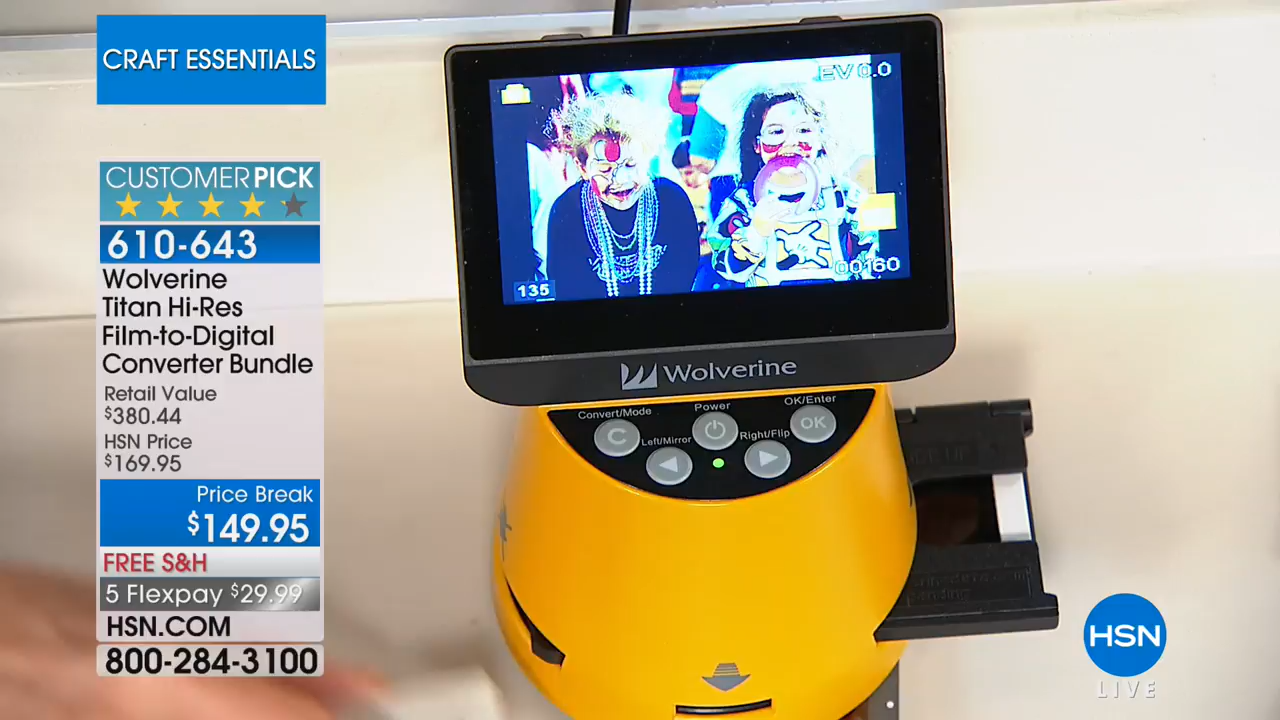 CRAFT ESSENTIALS
CUSTOMER PICK
610-643
Wolverine
Titan Hi-Res
Film-to-Digital
Converter Bundle
Retail Value
$380.44
HSN Price
$169.95
Price Break
$149.95
FREE S&H
5 Flexpay $29.99
HSN.COM
800-284-3100
EV 0.0
00160
135
Wolverine
Convert/Mode
Power
OK/Enter
C
OK
Left/Mirror
Right/Flip
HSN
LIVE